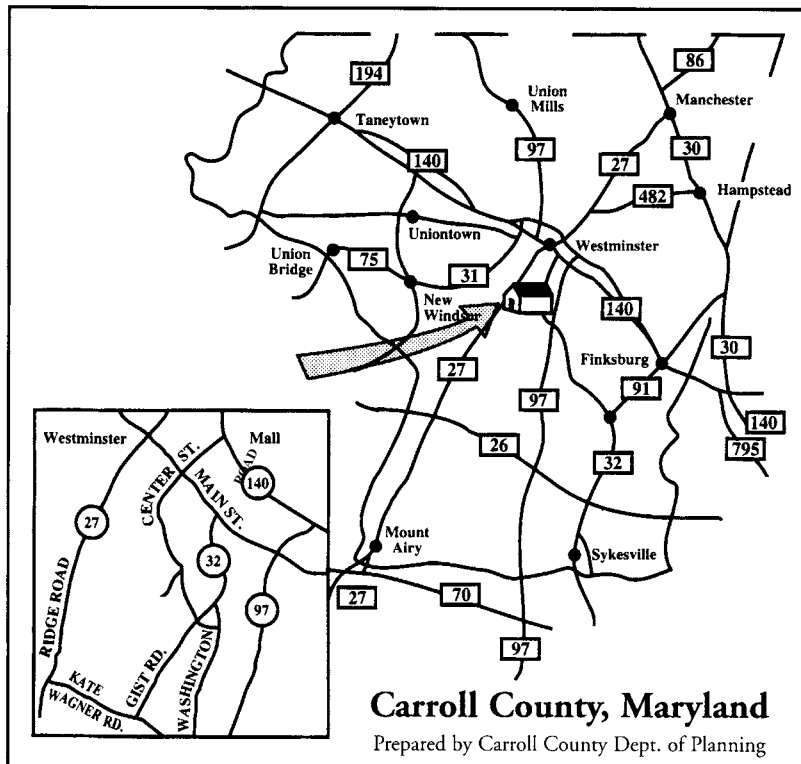 194
86
Union
Mills
Manchester
Taneytown
97
30
140
27
482
Hampstead
Uniontown
Westminster
Union
Bridge
75
31
New
Windsor
140
Finksburg
27
30
91
97
140
26
795
32
Mount
Airy
Sykesville
27
70
97
Westminster
Mall
CENTER ST.
ROAD
140
MAIN ST.
27
32
97
RIDGE ROAD
GIST RD.
WASHINGTON
KATE
WAGNER RD.
Carroll County, Maryland
Prepared by Carroll County Dept. of Planning